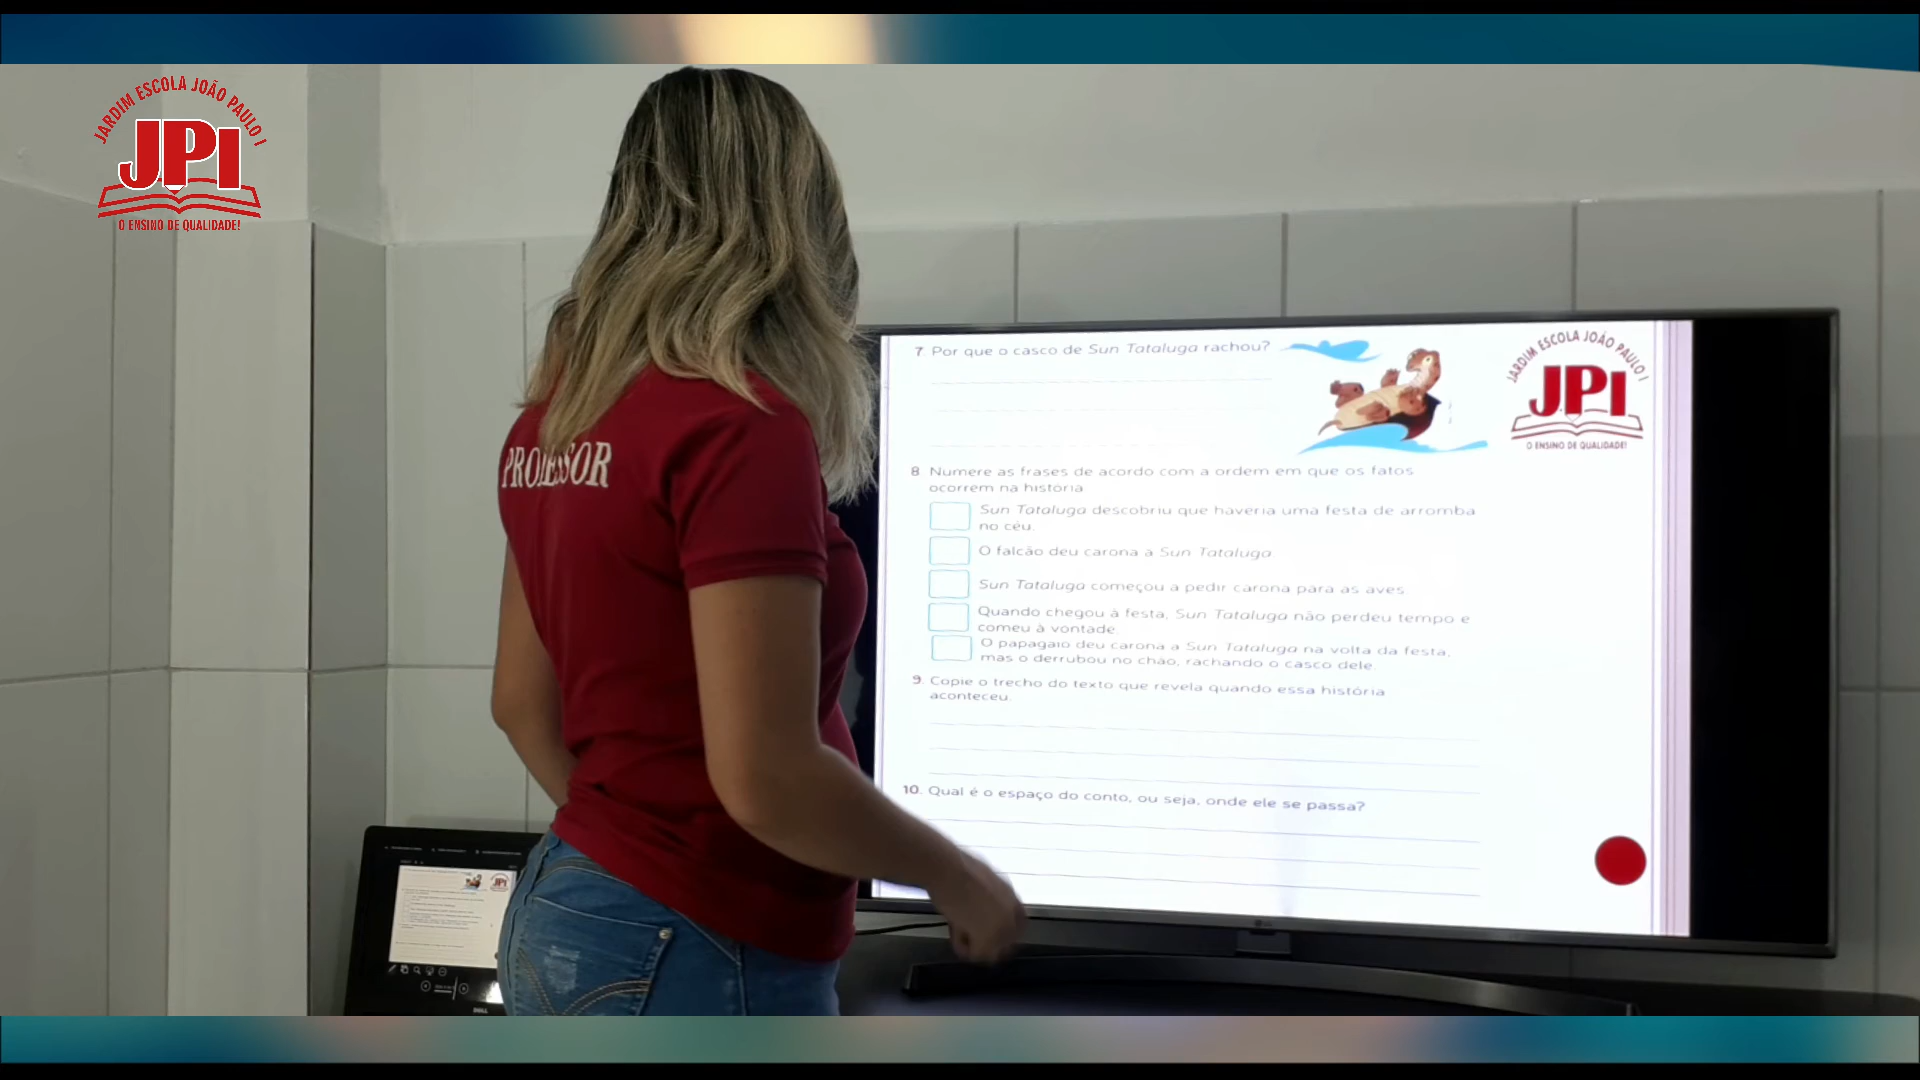 JARDIM ESCOLA JOÃO PAULO I
JPI
O ENSINO DE QUALIDADE!
PROFESSOR
7. Por que o casco de Sun Tataluga rachou?
JARDIM ESCOLA JOÃO PAULO I
JPI
O ENSINO DE QUALIDADE!
8. Numere as frases de acordo com a ordem em que os fatos
ocorrem na história
Sun Tataluga descobriu que haveria uma festa de arromba
no céu.
O falcão deu carona a Sun Tataluga
Sun Tataluga começou a pedir carona para as aves.
Quando chegou à festa, Sun Tataluga não perdeu tempo e
comeu à vontade.
O papagaio deu carona a Sun Tataluga na volta da festa,
mas o derrubou no chão, rachando o casco dele
9. Copie o trecho do texto que revela quando essa história
aconteceu.
10. Qual é o espaço do conto, ou seja, onde ele se passa?
LG
JPI
DELL